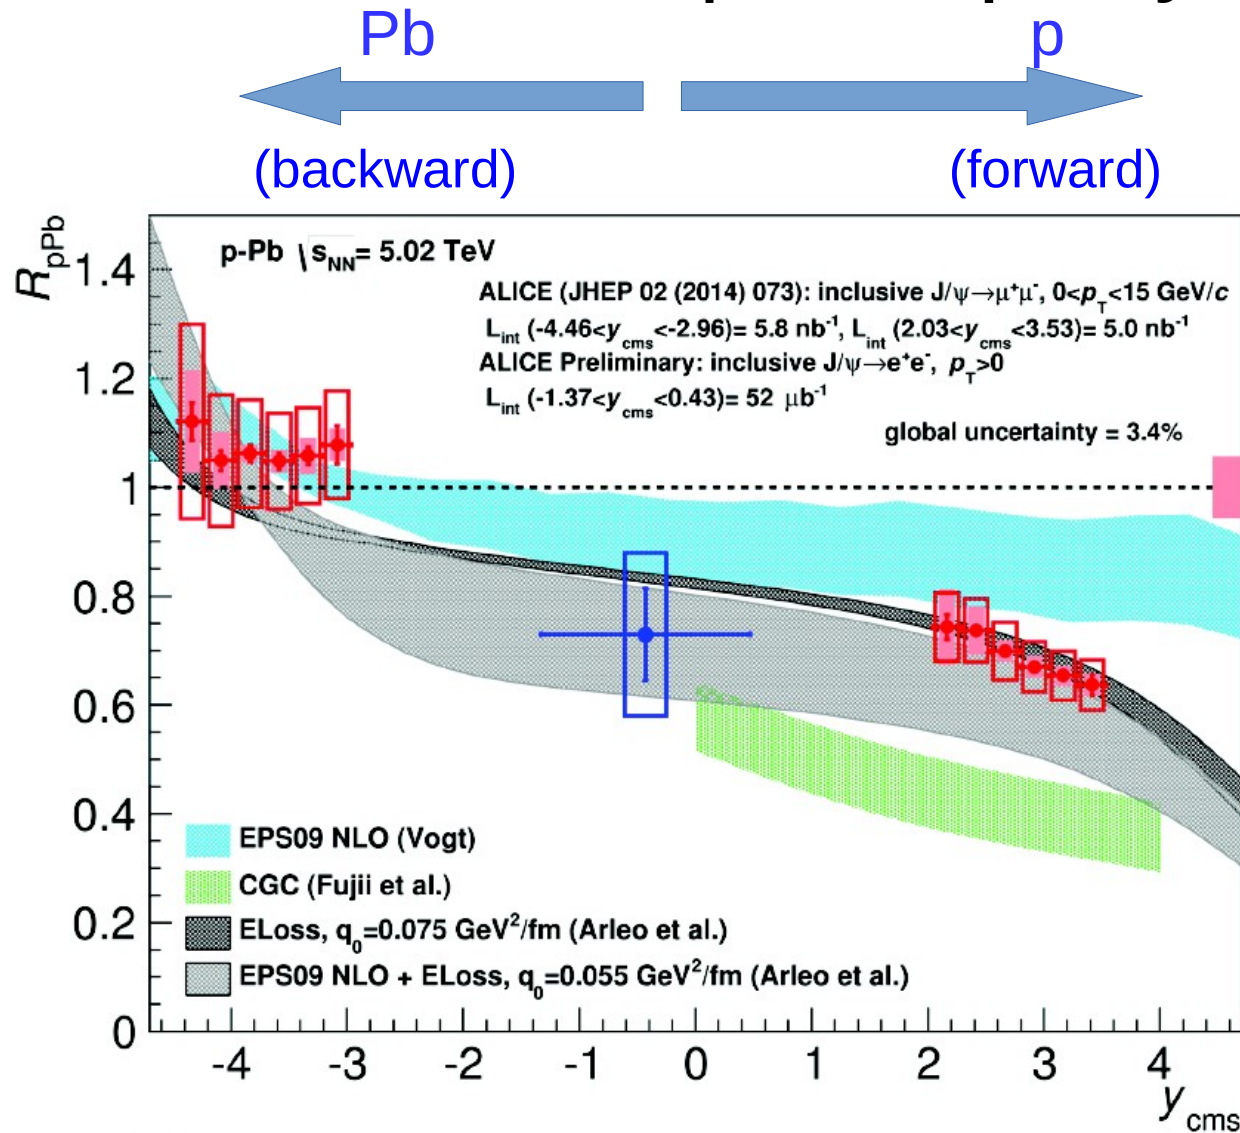 Pb p
(backward) (forward)
R_pPb
p-Pb √s_NN= 5.02 TeV
ALICE (JHEP 02 (2014) 073): inclusive J/ψ→μ⁺μ⁻, 0<p_T<15 GeV/c
L_int (-4.46<y_cms<-2.96)= 5.8 nb⁻¹, L_int (2.03<y_cms<3.53)= 5.0 nb⁻¹
ALICE Preliminary: inclusive J/ψ→e⁺e⁻, p_T>0
L_int (-1.37<y_cms<0.43)= 52 μb⁻¹
global uncertainty = 3.4%
1.4
1.2
1
0.8
0.6
0.4
0.2
0
EPS09 NLO (Vogt)
CGC (Fujii et al.)
ELoss, q₀=0.075 GeV²/fm (Arleo et al.)
EPS09 NLO + ELoss, q₀=0.055 GeV²/fm (Arleo et al.)
-4 -3 -2 -1 0 1 2 3 4
y_cms